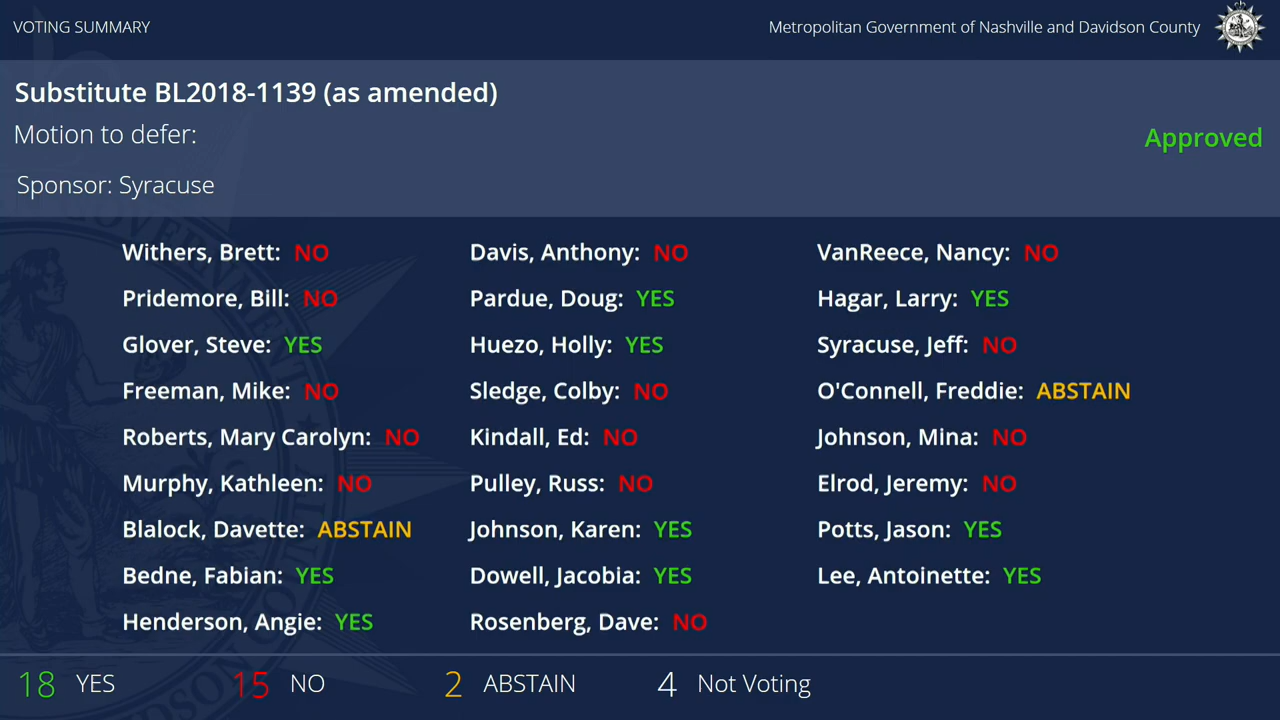 VOTING SUMMARY
Metropolitan Government of Nashville and Davidson County
Substitute BL2018-1139 (as amended)
Motion to defer:
Approved
Sponsor: Syracuse
Withers, Brett: NO Davis, Anthony: NO VanReece, Nancy: NO
Pridemore, Bill: NO Pardue, Doug: YES Hagar, Larry: YES
Glover, Steve: YES Huezo, Holly: YES Syracuse, Jeff: NO
Freeman, Mike: NO Sledge, Colby: NO O'Connell, Freddie: ABSTAIN
Roberts, Mary Carolyn: NO Kindall, Ed: NO Johnson, Mina: NO
Murphy, Kathleen: NO Pulley, Russ: NO Elrod, Jeremy: NO
Blalock, Davette: ABSTAIN Johnson, Karen: YES Potts, Jason: YES
Bedne, Fabian: YES Dowell, Jacobia: YES Lee, Antoinette: YES
Henderson, Angie: YES Rosenberg, Dave: NO
18 YES 15 NO 2 ABSTAIN 4 Not Voting